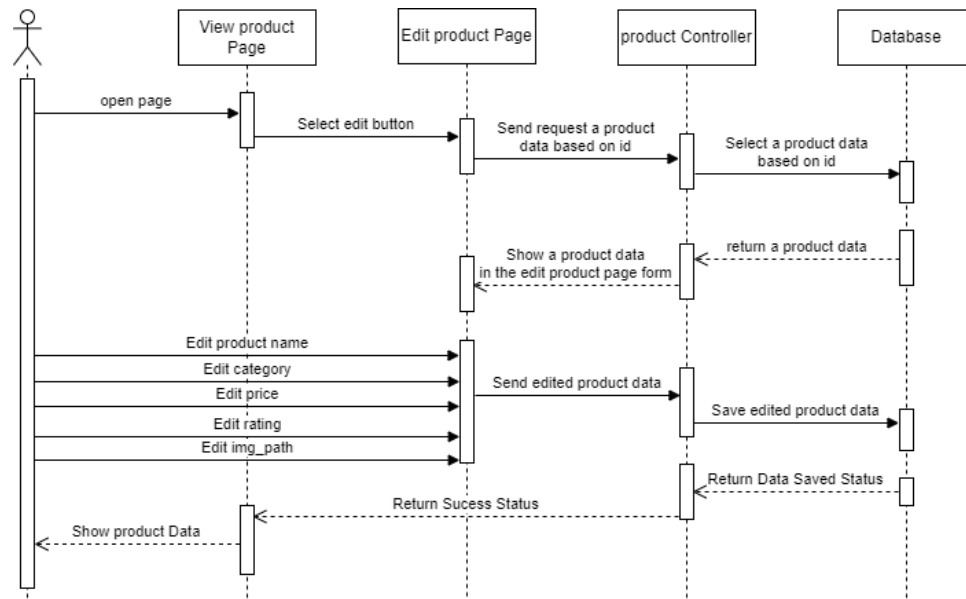 View product
Page
Edit product Page
product Controller
Database
open page
Select edit button
Send request a product
data based on id
Select a product data
based on id
return a product data
Show a product data
in the edit product page form
Edit product name
Edit category
Edit price
Edit rating
Edit img_path
Send edited product data
Save edited product data
Return Data Saved Status
Return Sucess Status
Show product Data